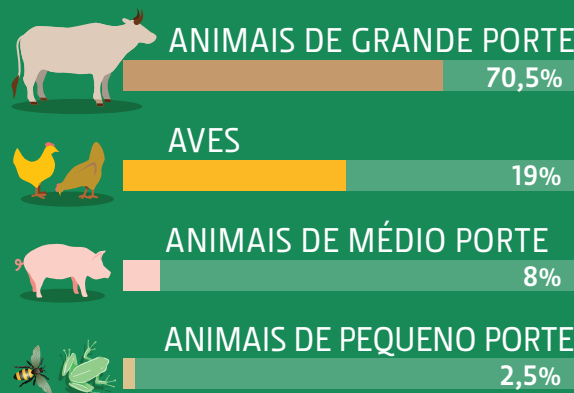 ANIMAIS DE GRANDE PORTE
70,5%
AVES
19%
ANIMAIS DE MÉDIO PORTE
8%
ANIMAIS DE PEQUENO PORTE
2,5%